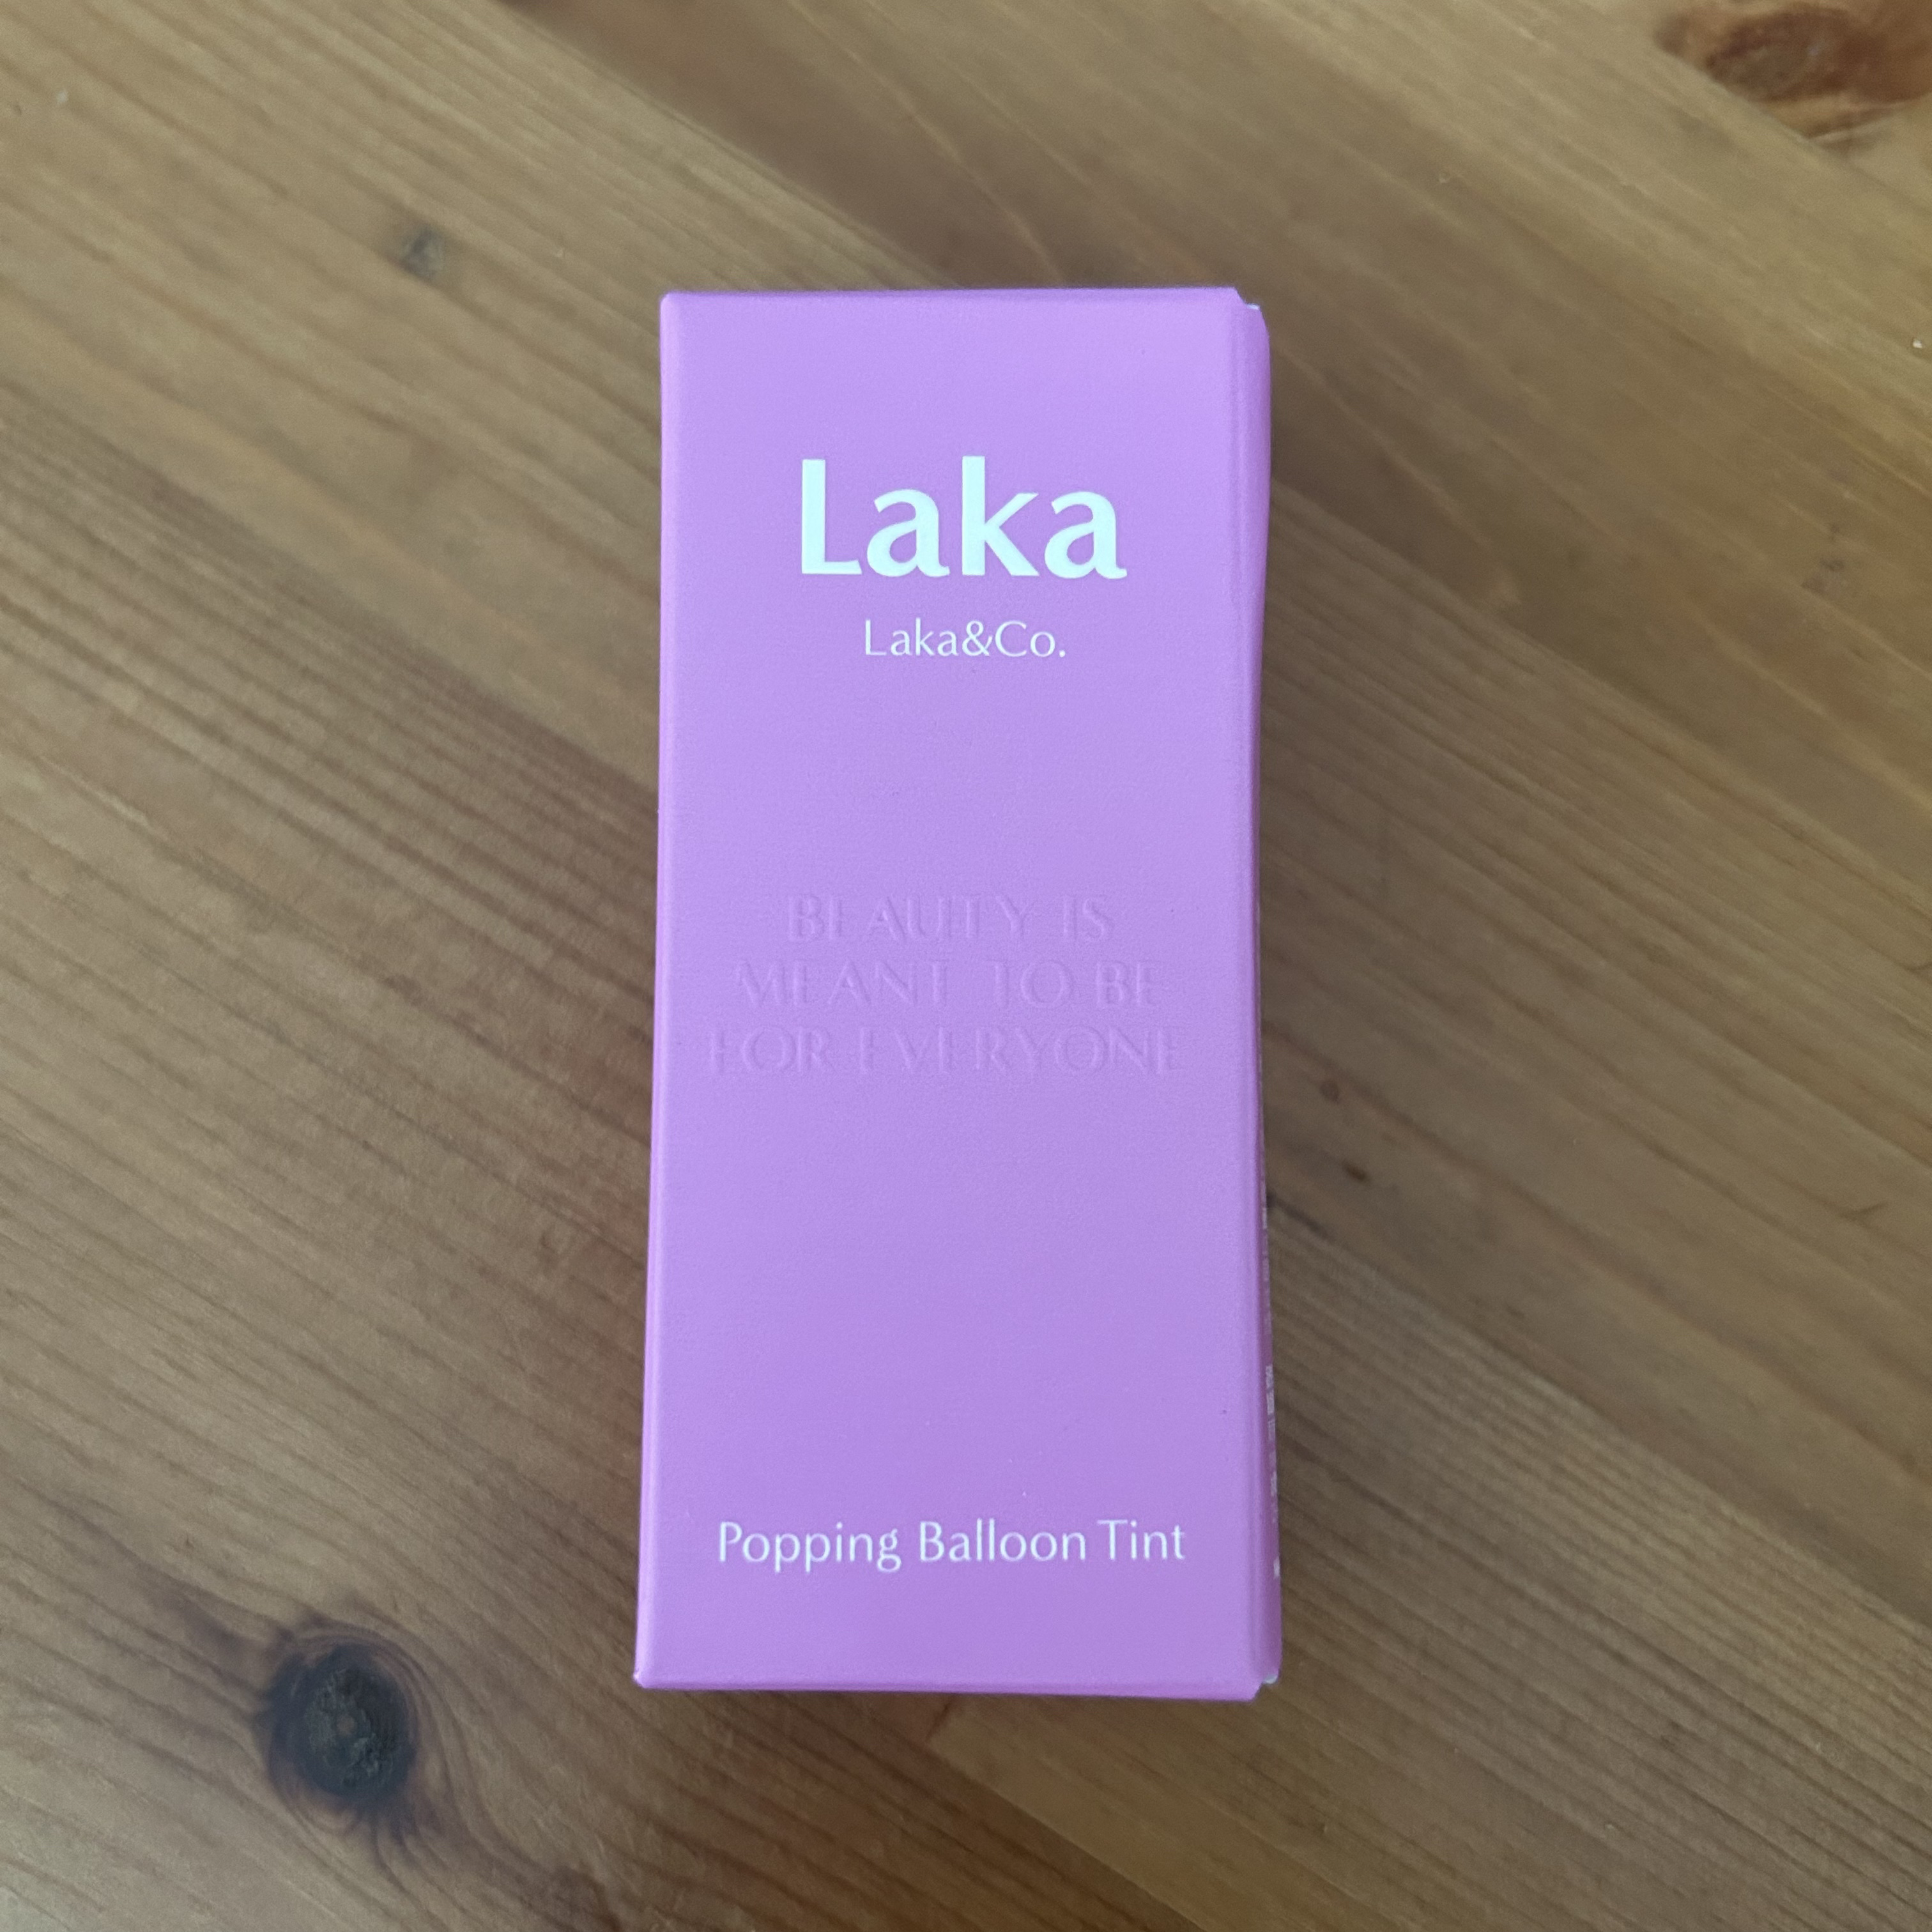 Laka
Laka&Co.
BEAUTY IS
MEANT TO BE
FOR EVERYONE
Popping Balloon Tint